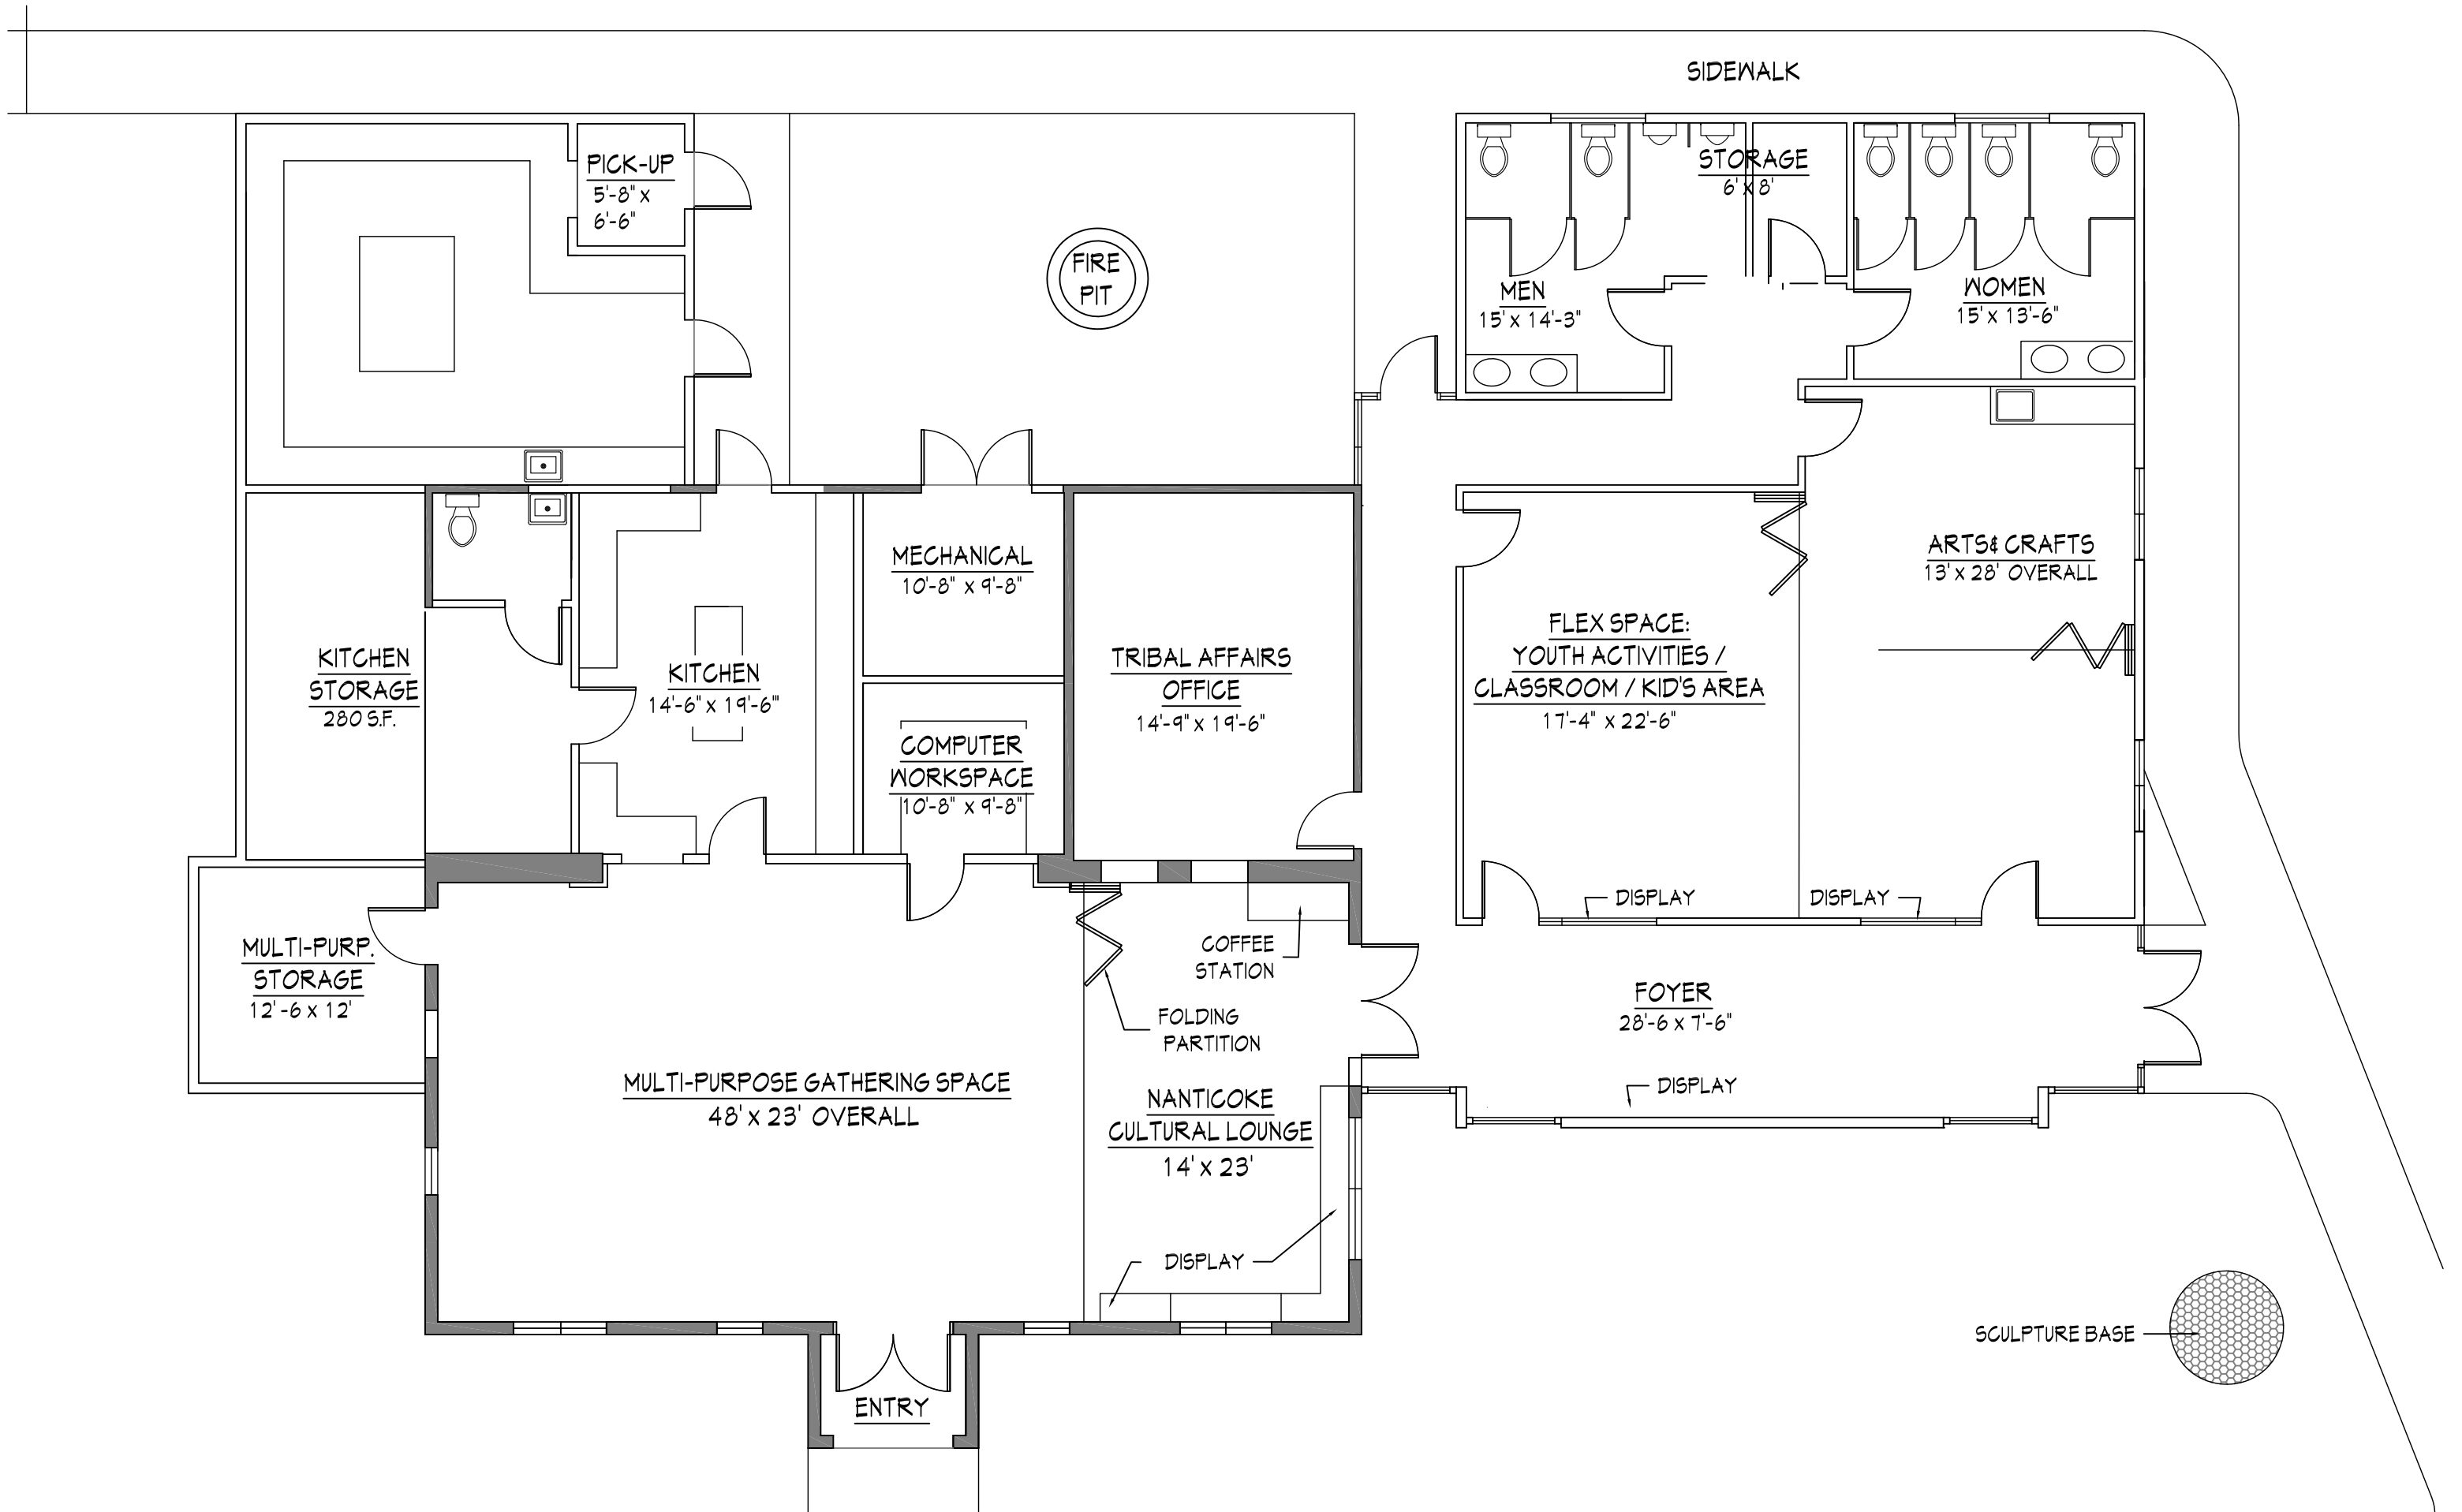 SIDEWALK
PICK-UP
5'-8" x
6'-6"
STORAGE
6' x 8'
FIRE
PIT
MEN
15' x 14'-3"
WOMEN
15' x 13'-6"
MECHANICAL
10'-8" x 9'-8"
ARTS& CRAFTS
13' x 28' OVERALL
KITCHEN
STORAGE
280 S.F.
KITCHEN
14'-6" x 19'-6"
TRIBAL AFFAIRS
OFFICE
14'-9" x 19'-6"
FLEX SPACE:
YOUTH ACTIVITIES /
CLASSROOM / KID'S AREA
17'-4" x 22'-6"
COMPUTER
WORKSPACE
10'-8" x 9'-8"
DISPLAY
DISPLAY
MULTI-PURP.
STORAGE
12'-6 x 12'
COFFEE
STATION
FOLDING
PARTITION
FOYER
28'-6 x 7'-6"
DISPLAY
MULTI-PURPOSE GATHERING SPACE
48' x 23' OVERALL
NANTICOKE
CULTURAL LOUNGE
14' x 23'
DISPLAY
SCULPTURE BASE
ENTRY